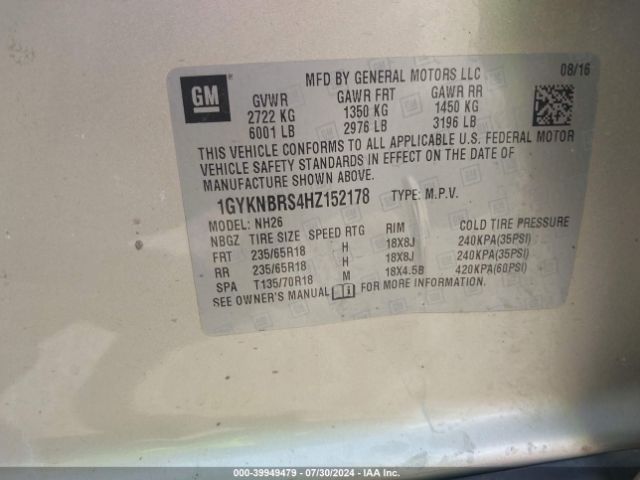 GM
MFD BY GENERAL MOTORS LLC 08/16
GVWR GAWR FRT GAWR RR
2722 KG 1350 KG 1450 KG
6001 LB 2976 LB 3196 LB
THIS VEHICLE CONFORMS TO ALL APPLICABLE U.S. FEDERAL MOTOR
VEHICLE SAFETY STANDARDS IN EFFECT ON THE DATE OF
MANUFACTURE SHOWN ABOVE.
1GYKNBRS4HZ152178 TYPE: M.P.V.
MODEL: NH26
NBGZ TIRE SIZE SPEED RTG RIM COLD TIRE PRESSURE
FRT 235/65R18 H 18X8J 240KPA(35PSI)
RR 235/65R18 H 18X8J 240KPA(35PSI)
SPA T135/70R18 M 18X4.5B 420KPA(60PSI)
SEE OWNER'S MANUAL FOR MORE INFORMATION.
000-39949479 - 07/30/2024 - IAA Inc.